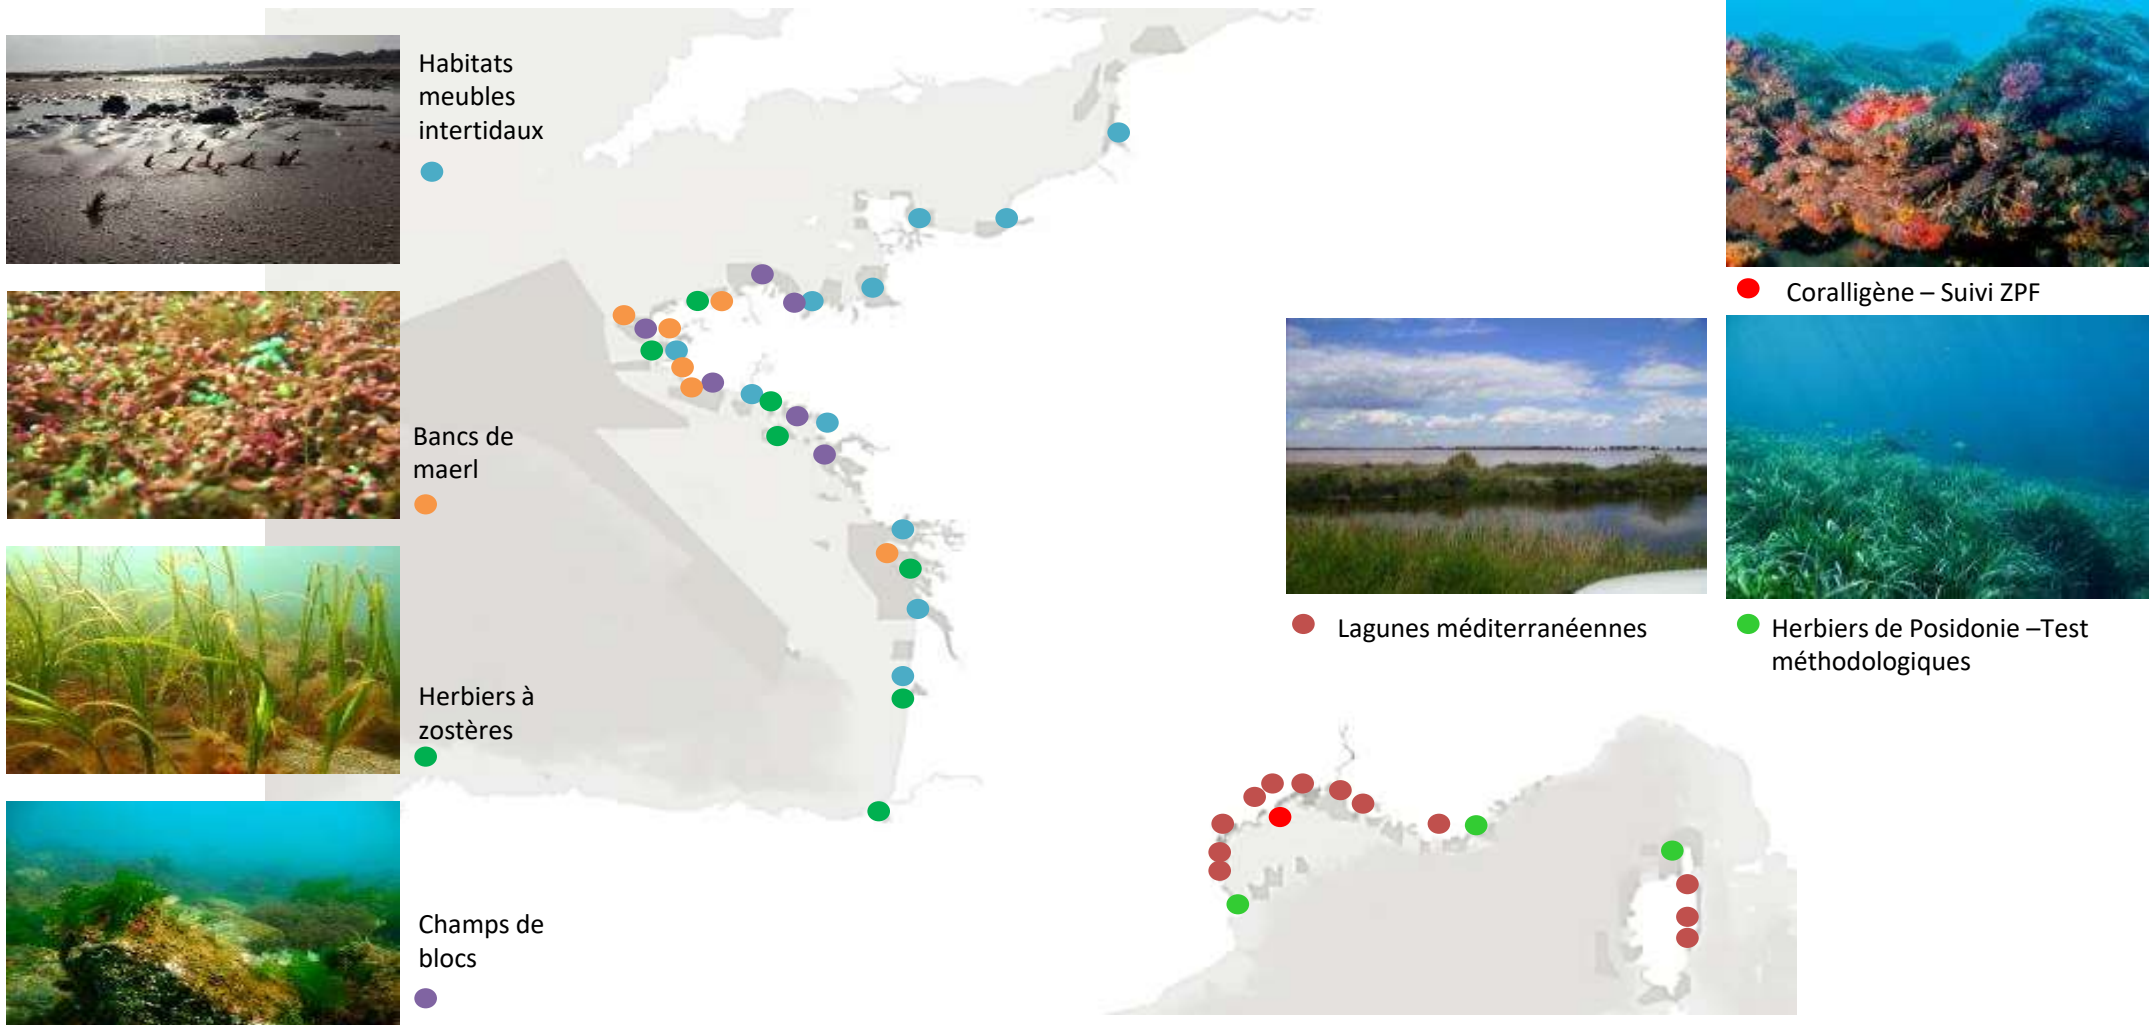 Habitats
meubles
intertidaux
Bancs de
maerl
Herbiers à
zostères
Champs de
blocs
Coralligène – Suivi ZPF
Lagunes méditerranéennes
Herbiers de Posidonie –Test
méthodologiques